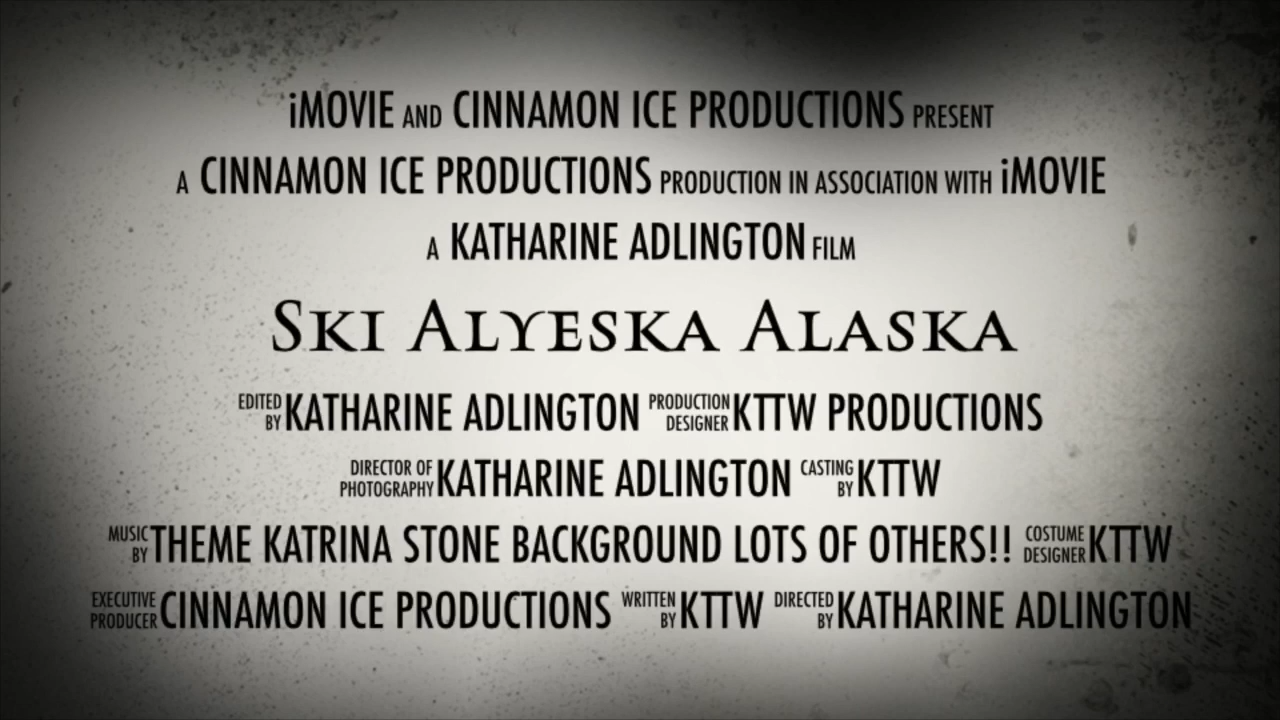 iMOVIE AND CINNAMON ICE PRODUCTIONS PRESENT
A CINNAMON ICE PRODUCTIONS PRODUCTION IN ASSOCIATION WITH iMOVIE
A KATHARINE ADLINGTON FILM
SKI ALYESKA ALASKA
EDITED BY KATHARINE ADLINGTON PRODUCTION DESIGNER KTTW PRODUCTIONS
DIRECTOR OF PHOTOGRAPHY KATHARINE ADLINGTON CASTING BY KTTW
MUSIC BY THEME KATRINA STONE BACKGROUND LOTS OF OTHERS!! COSTUME DESIGNER KTTW
EXECUTIVE PRODUCER CINNAMON ICE PRODUCTIONS WRITTEN BY KTTW DIRECTED BY KATHARINE ADLINGTON